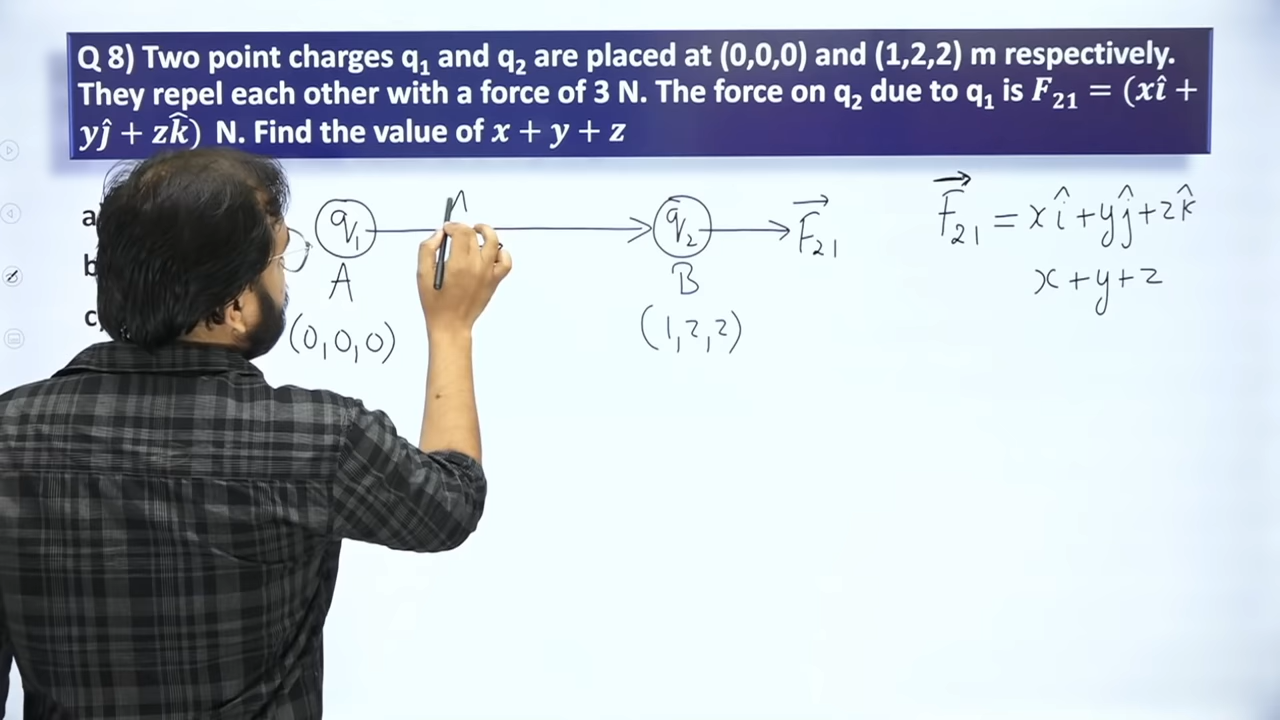 Q 8) Two point charges q₁ and q₂ are placed at (0,0,0) and (1,2,2) m respectively.
They repel each other with a force of 3 N. The force on q₂ due to q₁ is F₂₁ = (xî +
yĵ + zk̂) N. Find the value of x + y + z
a
b
c
q₁
A
(0,0,0)
A
q₂
B
(1,2,2)
F⃗₂₁
F⃗₂₁ = xî+yĵ+zk̂
x+y+z